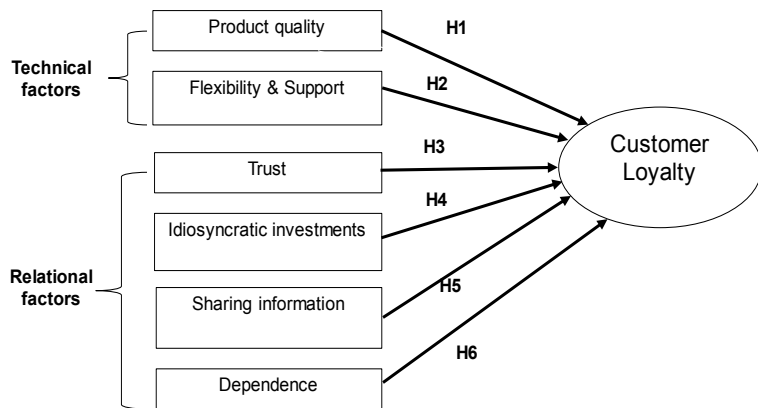 Product quality
H1
Technical
factors
Flexibility & Support
H2
Customer
Loyalty
H3
Trust
H4
Idiosyncratic investments
Relational
factors
Sharing information
H5
H6
Dependence